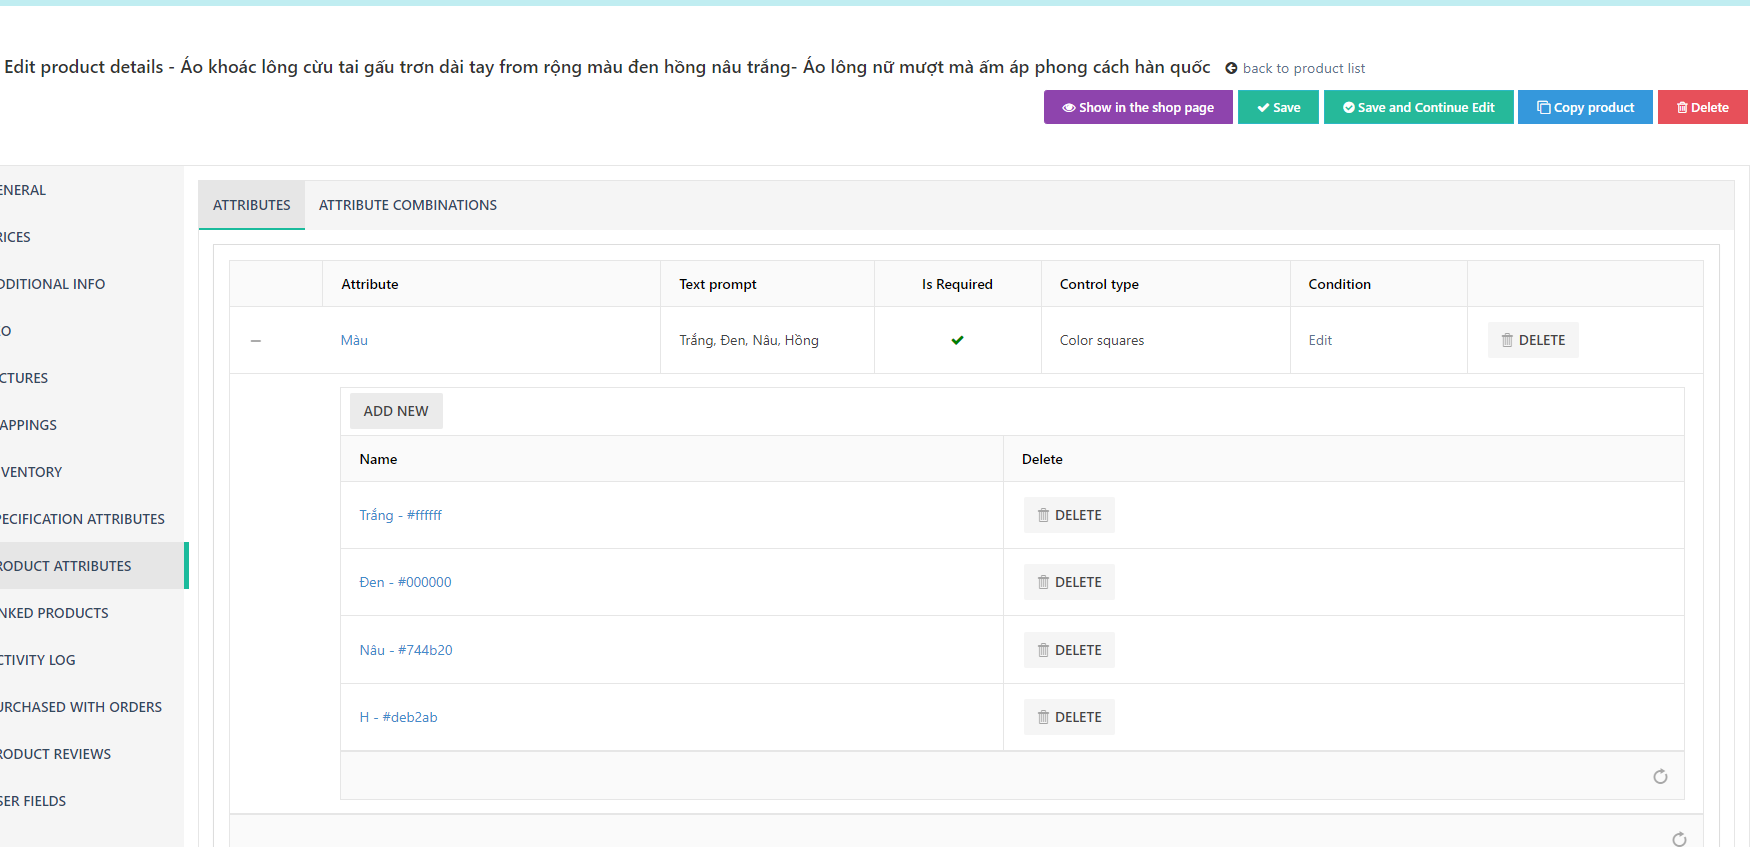 Edit product details - Áo khoác lông cừu tai gấu trơn dài tay from rộng màu đen hồng nâu trắng- Áo lông nữ mượt mà ấm áp phong cách hàn quốc back to product list
Show in the shop page Save Save and Continue Edit Copy product Delete
ENERAL
RICES
DDITIONAL INFO
O
CTURES
APPINGS
VENTORY
PECIFICATION ATTRIBUTES
RODUCT ATTRIBUTES
NKED PRODUCTS
CTIVITY LOG
URCHASED WITH ORDERS
RODUCT REVIEWS
SER FIELDS
ATTRIBUTES ATTRIBUTE COMBINATIONS
Attribute Text prompt Is Required Control type Condition
Màu Trắng, Đen, Nâu, Hồng Color squares Edit DELETE
ADD NEW
Name Delete
Trắng - #ffffff DELETE
Đen - #000000 DELETE
Nâu - #744b20 DELETE
H - #deb2ab DELETE